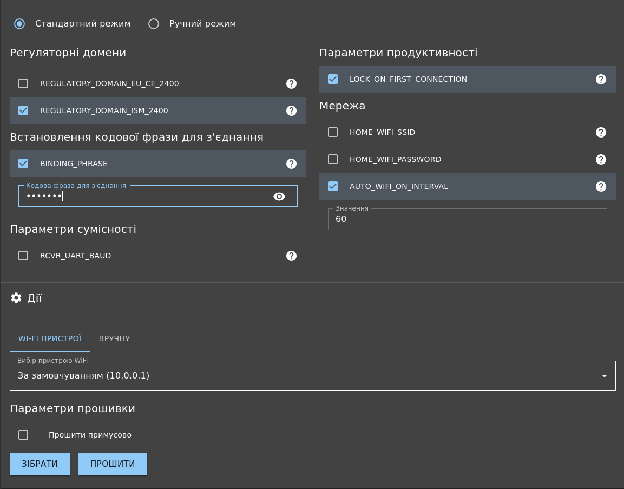 Стандартний режим
Ручний режим
Регуляторні домени
REGULATORY_DOMAIN_EU_CE_2400
REGULATORY_DOMAIN_ISM_2400
Встановлення кодової фрази для з'єднання
BINDING_PHRASE
Кодова фраза для з'єднання
•••••••
Параметри сумісності
RCVR_UART_BAUD
Параметри продуктивності
LOCK_ON_FIRST_CONNECTION
Мережа
HOME_WIFI_SSID
HOME_WIFI_PASSWORD
AUTO_WIFI_ON_INTERVAL
Значення
60
Дії
WI-FI ПРИСТРОЇ
ВРУЧНУ
Вибір пристрою WiFi
За замовчуванням (10.0.0.1)
Параметри прошивки
Прошити примусово
ЗІБРАТИ
ПРОШИТИ